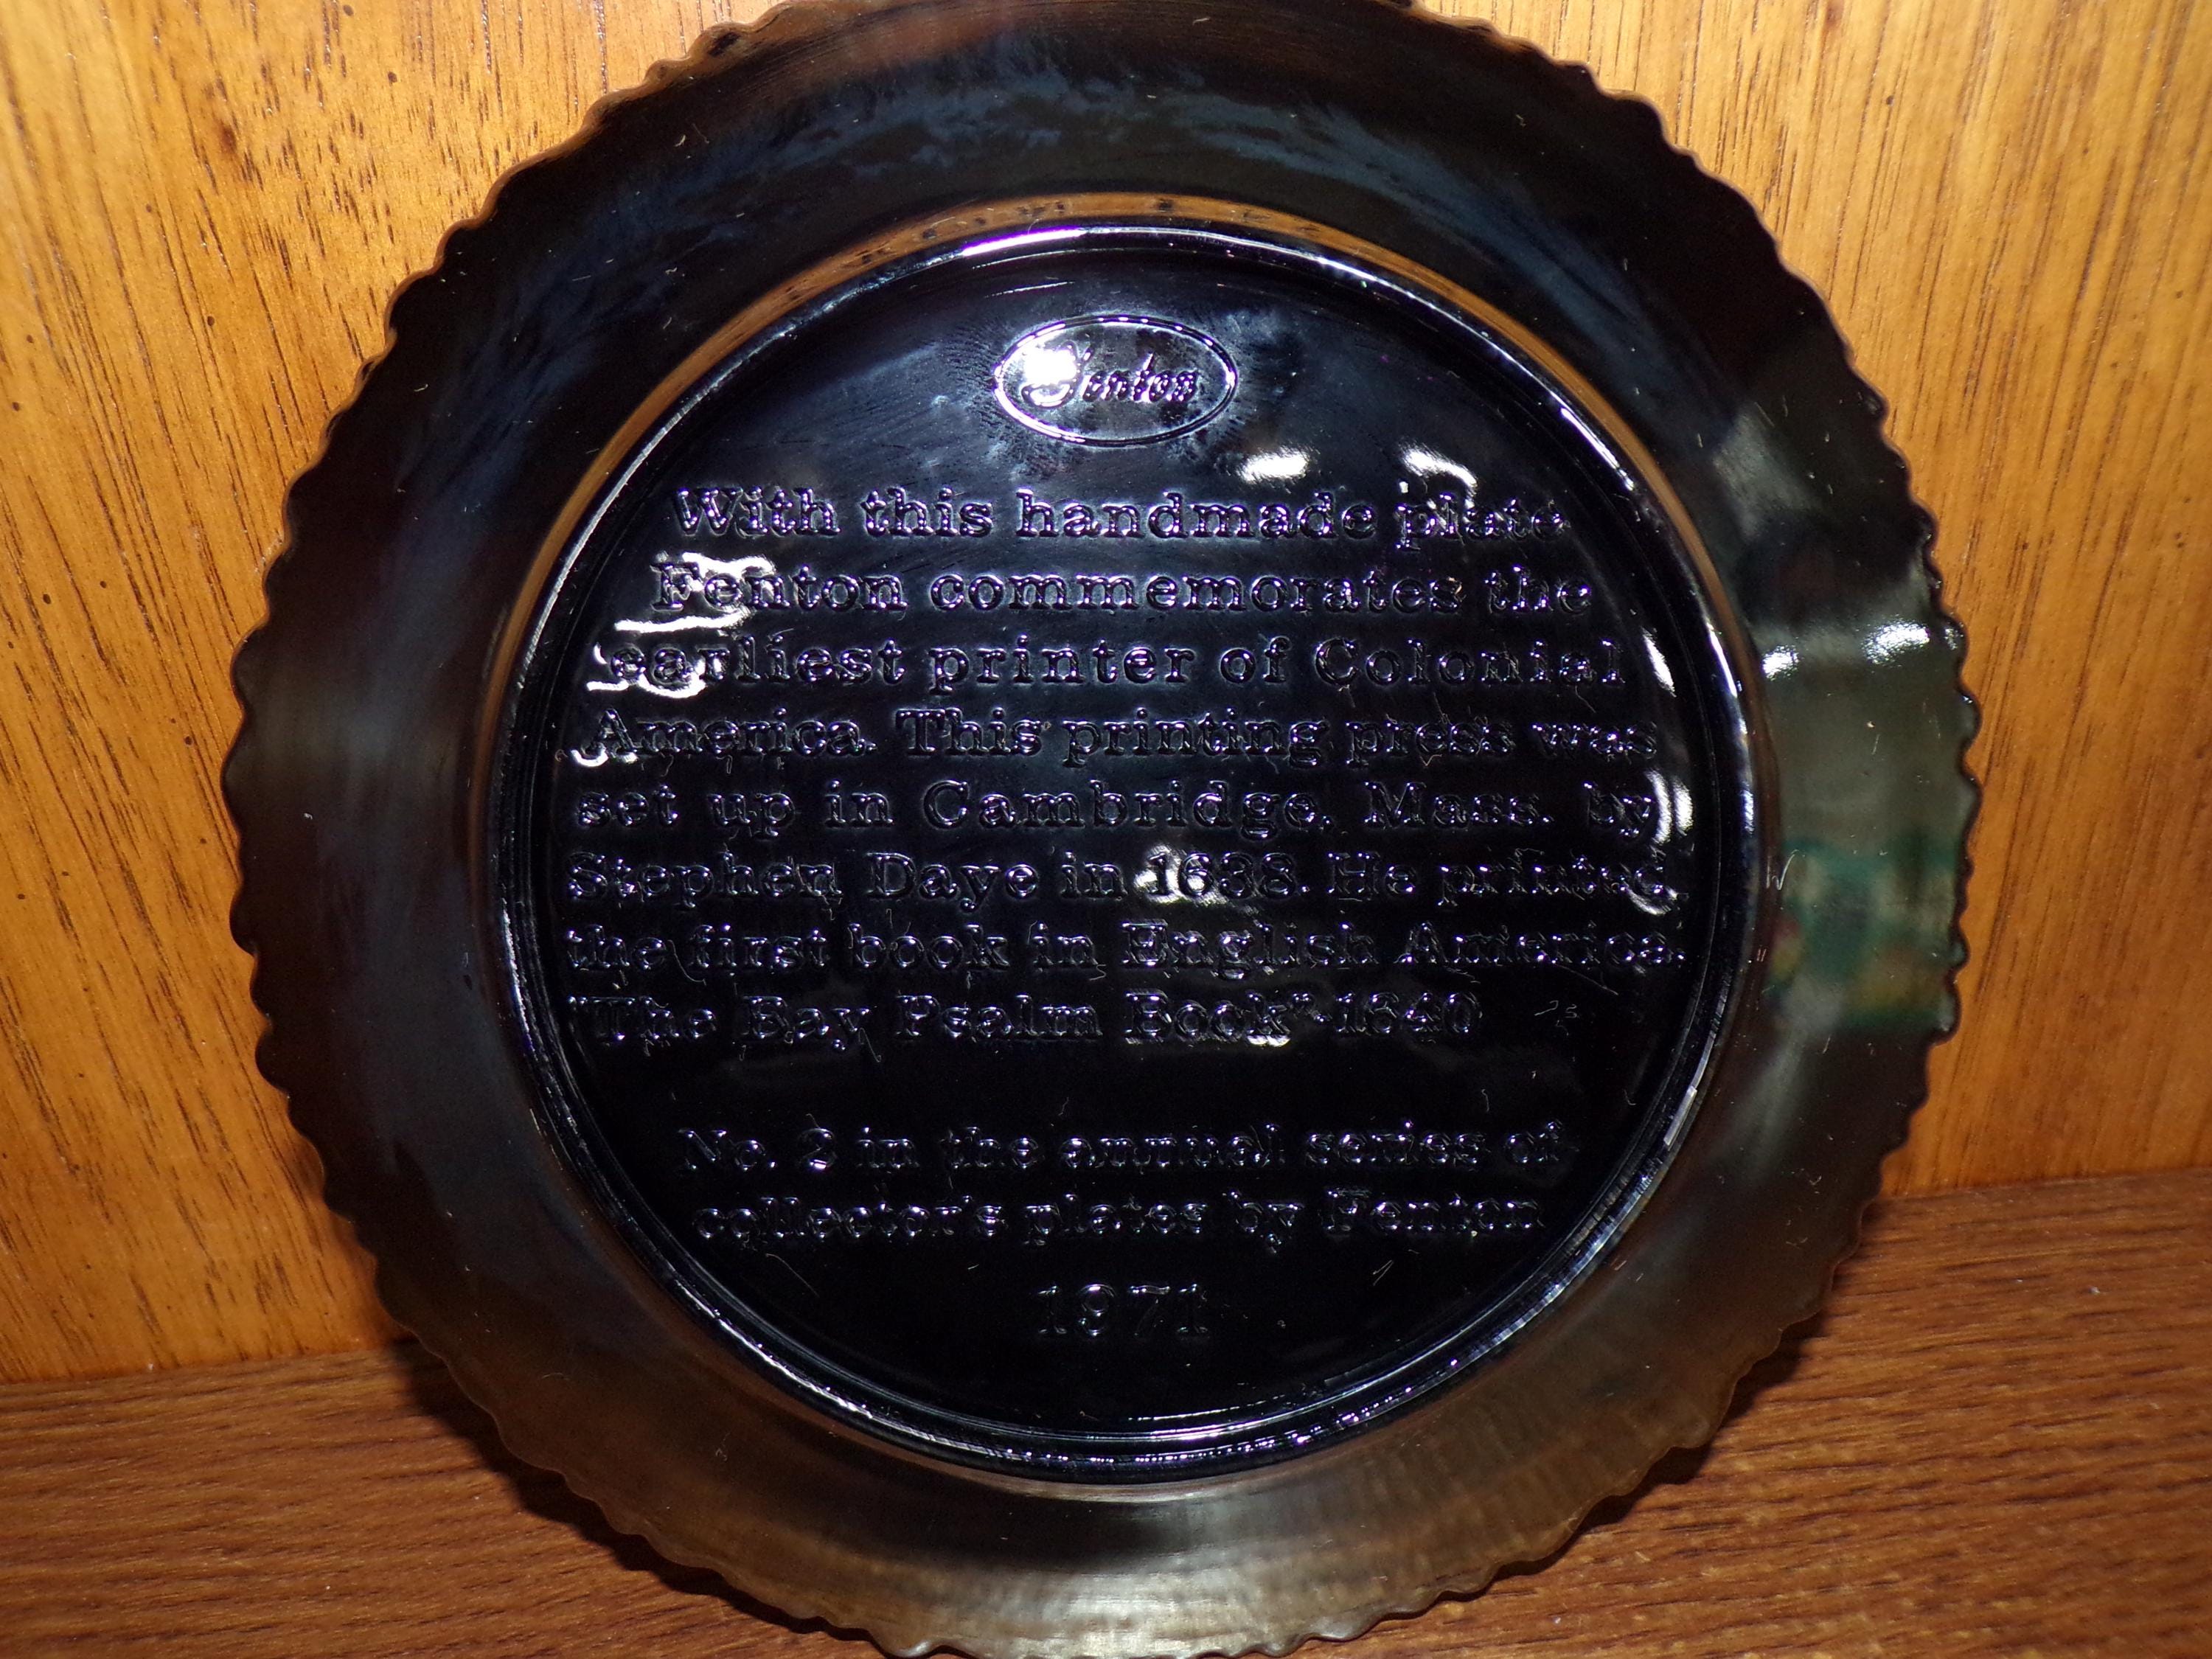 Fenton
With this handmade plate
Fenton commemorates the
earliest printer of Colonial
America. This printing press was
set up in Cambridge, Mass. by
Stephen Daye in 1638. He printed
the first book in English America.
"The Bay Psalm Book"-1640
No. 2 in the annual series of
collector's plates by Fenton
1971